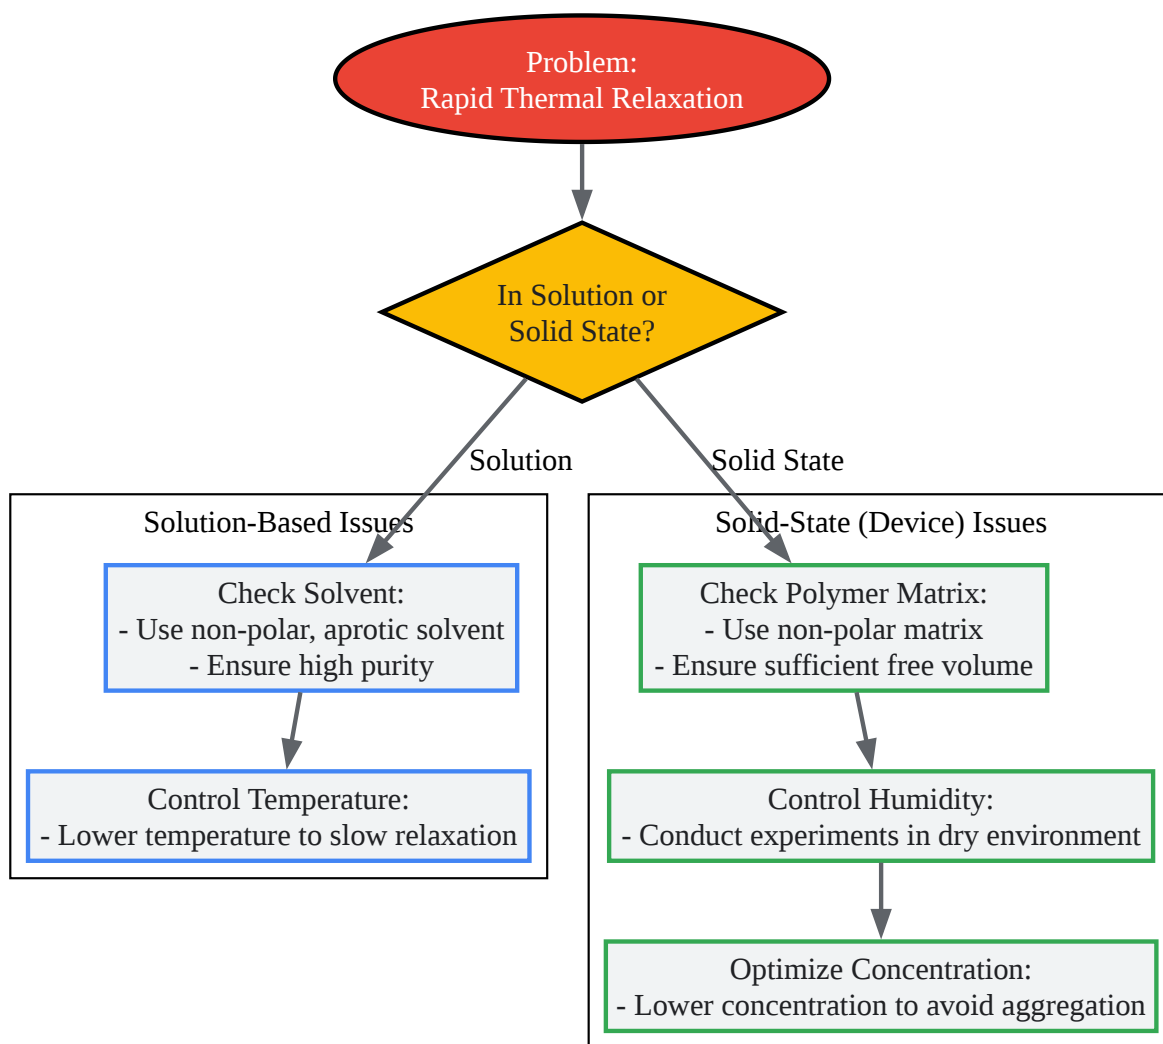 Problem:
Rapid Thermal Relaxation
In Solution or
Solid State?
Solution
Solid State
Solution-Based Issues
Check Solvent:
- Use non-polar, aprotic solvent
- Ensure high purity
Control Temperature:
- Lower temperature to slow relaxation
Solid-State (Device) Issues
Check Polymer Matrix:
- Use non-polar matrix
- Ensure sufficient free volume
Control Humidity:
- Conduct experiments in dry environment
Optimize Concentration:
- Lower concentration to avoid aggregation